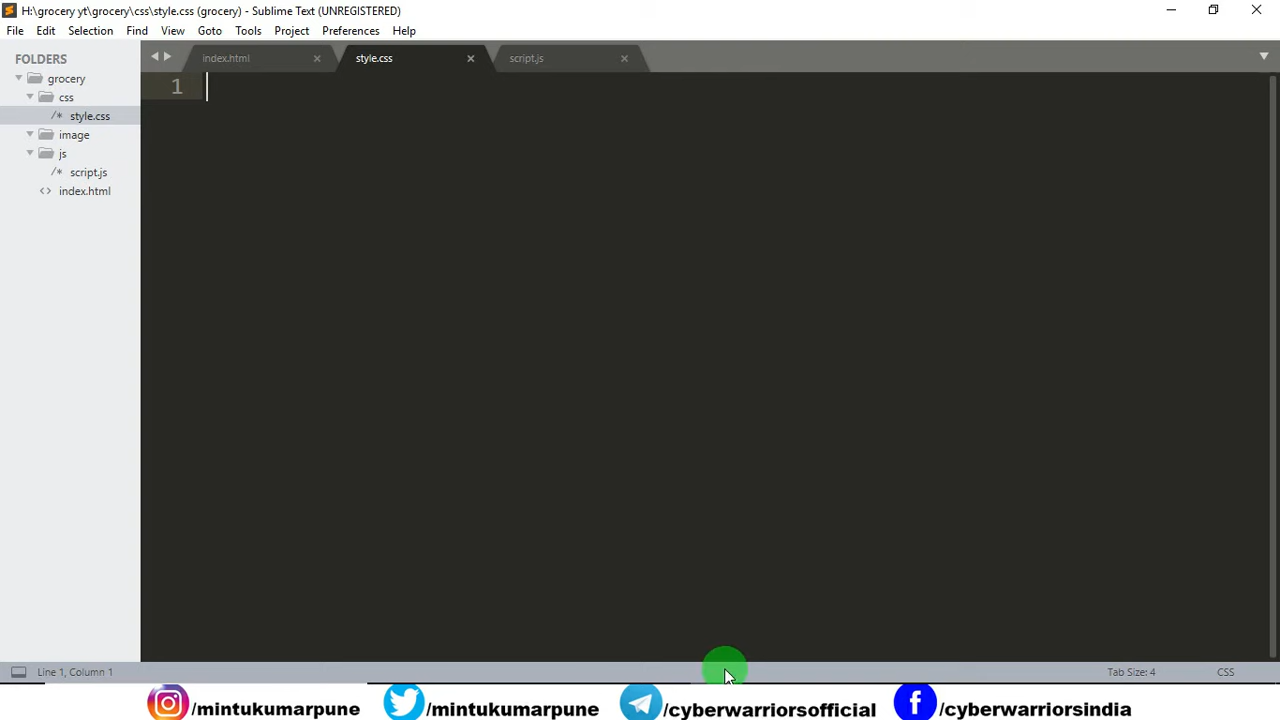 H:\grocery yt\grocery\css\style.css (grocery) - Sublime Text (UNREGISTERED)
File Edit Selection Find View Goto Tools Project Preferences Help
FOLDERS
grocery
css
/* style.css
image
js
/* script.js
<> index.html
index.html
style.css
script.js
1
Line 1, Column 1
Tab Size: 4
CSS
/mintukumarpune
/mintukumarpune
/cyberwarriorsofficial
/cyberwarriorsindia